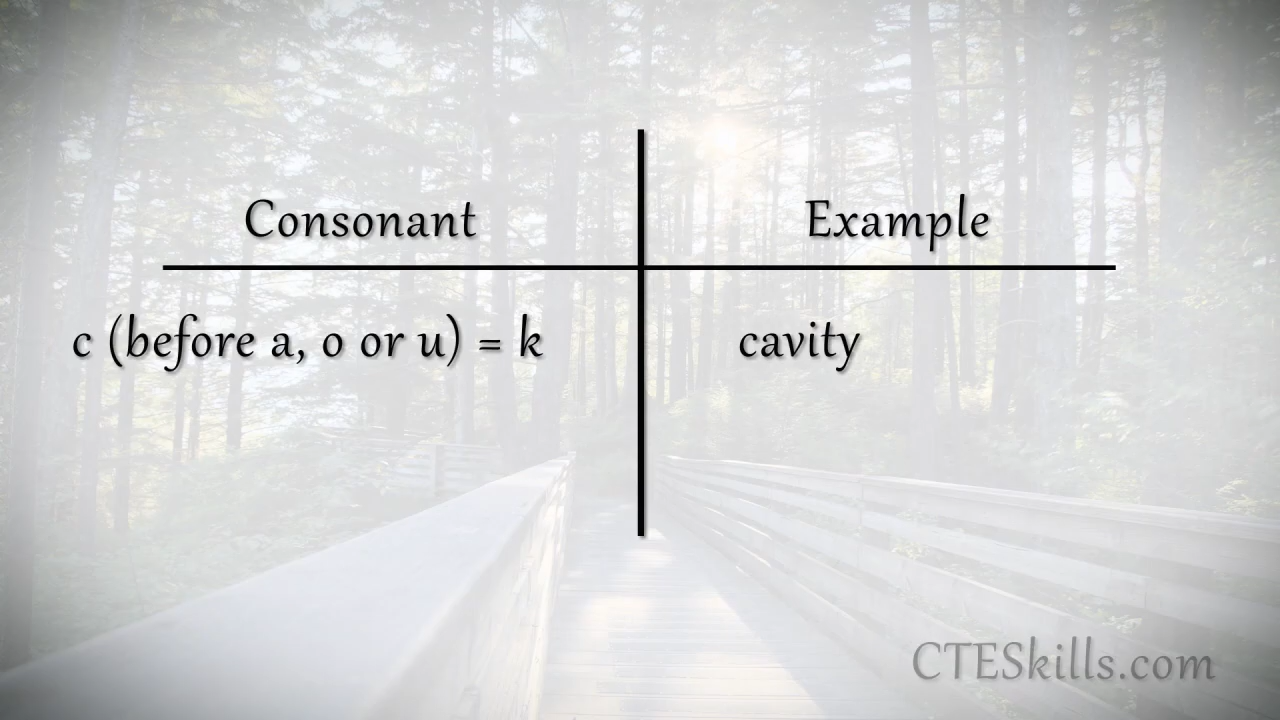 Consonant
Example
c (before a, o or u) = k
cavity
CTESkills.com